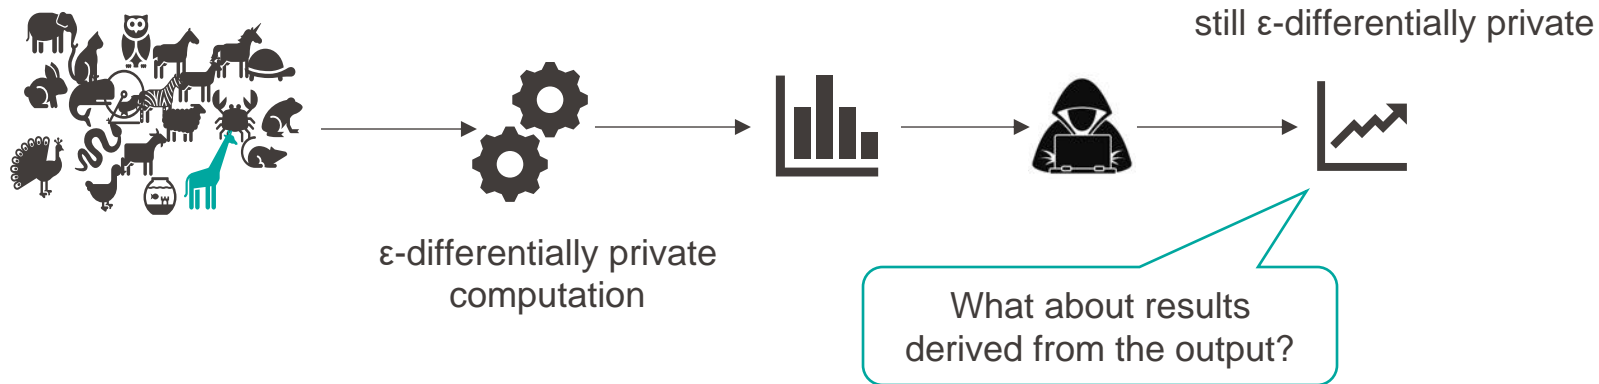 still ε-differentially private
ε-differentially private
computation
What about results
derived from the output?